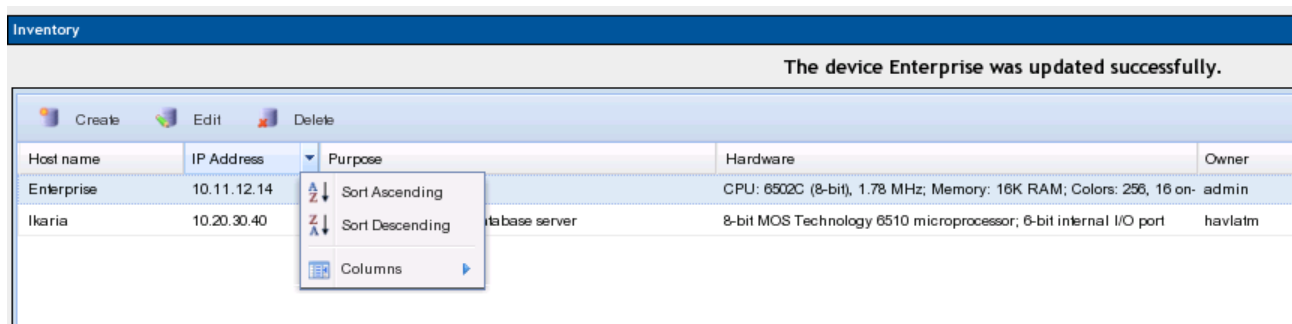 Inventory
The device Enterprise was updated successfully.
Create Edit Delete
Host name IP Address Purpose Hardware Owner
Enterprise 10.11.12.14 CPU: 6502C (8-bit), 1.78 MHz; Memory: 16K RAM; Colors: 256, 16 on- admin
Sort Ascending
Ikaria 10.20.30.40 tabase server 8-bit MOS Technology 6510 microprocessor; 6-bit internal I/O port havlatm
Sort Descending
Columns